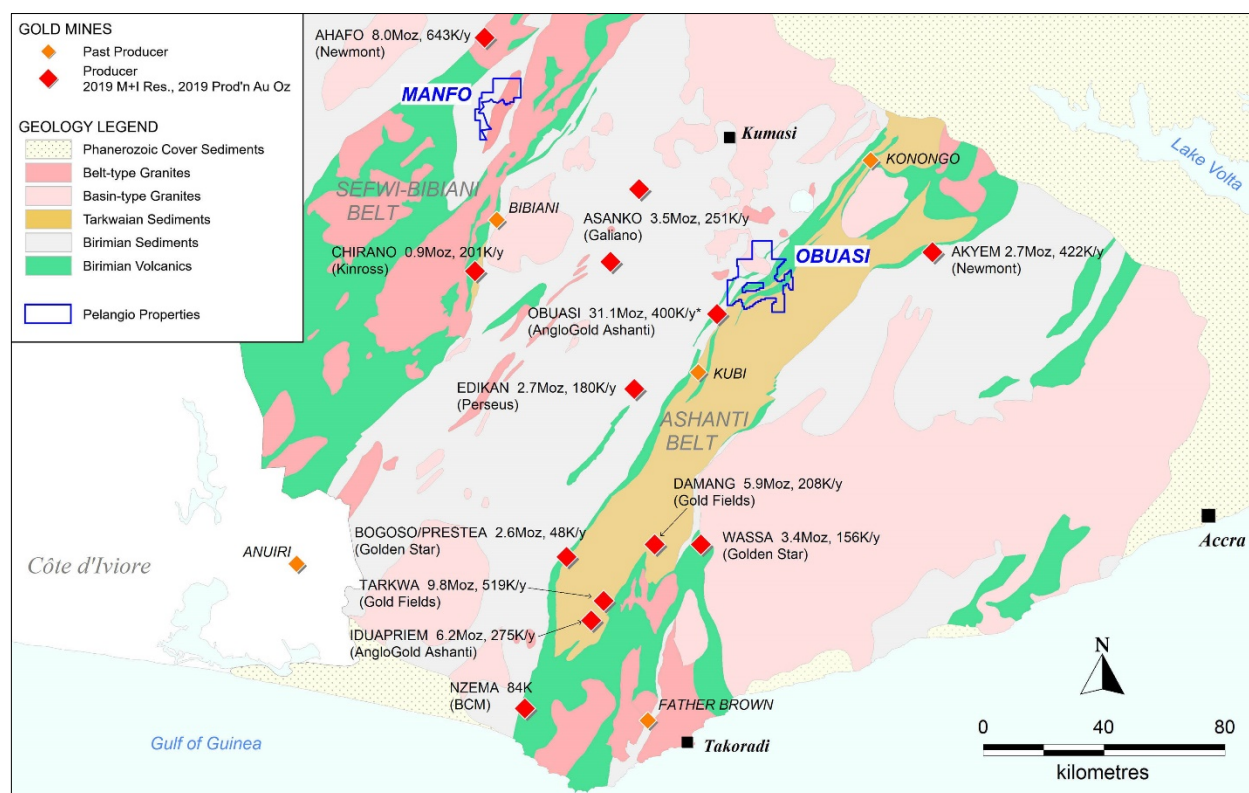 GOLD MINES
Past Producer
Producer
2019 M+I Res., 2019 Prod'n Au Oz
GEOLOGY LEGEND
Phanerozoic Cover Sediments
Belt-type Granites
Basin-type Granites
Tarkwaian Sediments
Birimian Sediments
Birimian Volcanics
Pelangio Properties
AHAFO 8.0Moz, 643K/y
(Newmont)
MANFO
Kumasi
KONONGO
Lake Volta
SEFWI-BIBIANI
BELT
BIBIANI
ASANKO 3.5Moz, 251K/y
(Galiano)
CHIRANO 0.9Moz, 201K/y
(Kinross)
OBUASI
AKYEM 2.7Moz, 422K/y
(Newmont)
OBUASI 31.1Moz, 400K/y*
(AngloGold Ashanti)
KUBI
EDIKAN 2.7Moz, 180K/y
(Perseus)
ASHANTI
BELT
DAMANG 5.9Moz, 208K/y
(Gold Fields)
BOGOSO/PRESTEA 2.6Moz, 48K/y
(Golden Star)
WASSA 3.4Moz, 156K/y
(Golden Star)
Accra
ANUIRI
Côte d'Iviore
TARKWA 9.8Moz, 519K/y
(Gold Fields)
IDUAPRIEM 6.2Moz, 275K/y
(AngloGold Ashanti)
NZEMA 84K
(BCM)
FATHER BROWN
Takoradi
Gulf of Guinea
N
0 40 80
kilometres